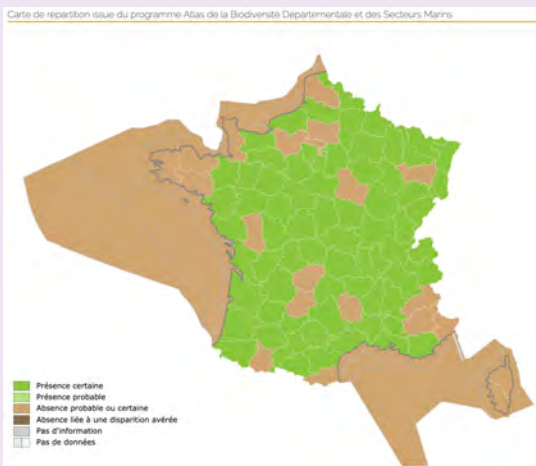 Carte de répartition issue du programme Atlas de la Biodiversité Départementale et des Secteurs Marins
Présence certaine
Présence probable
Absence probable ou certaine
Absence liée à une disparition avérée
Pas d'information
Pas de données